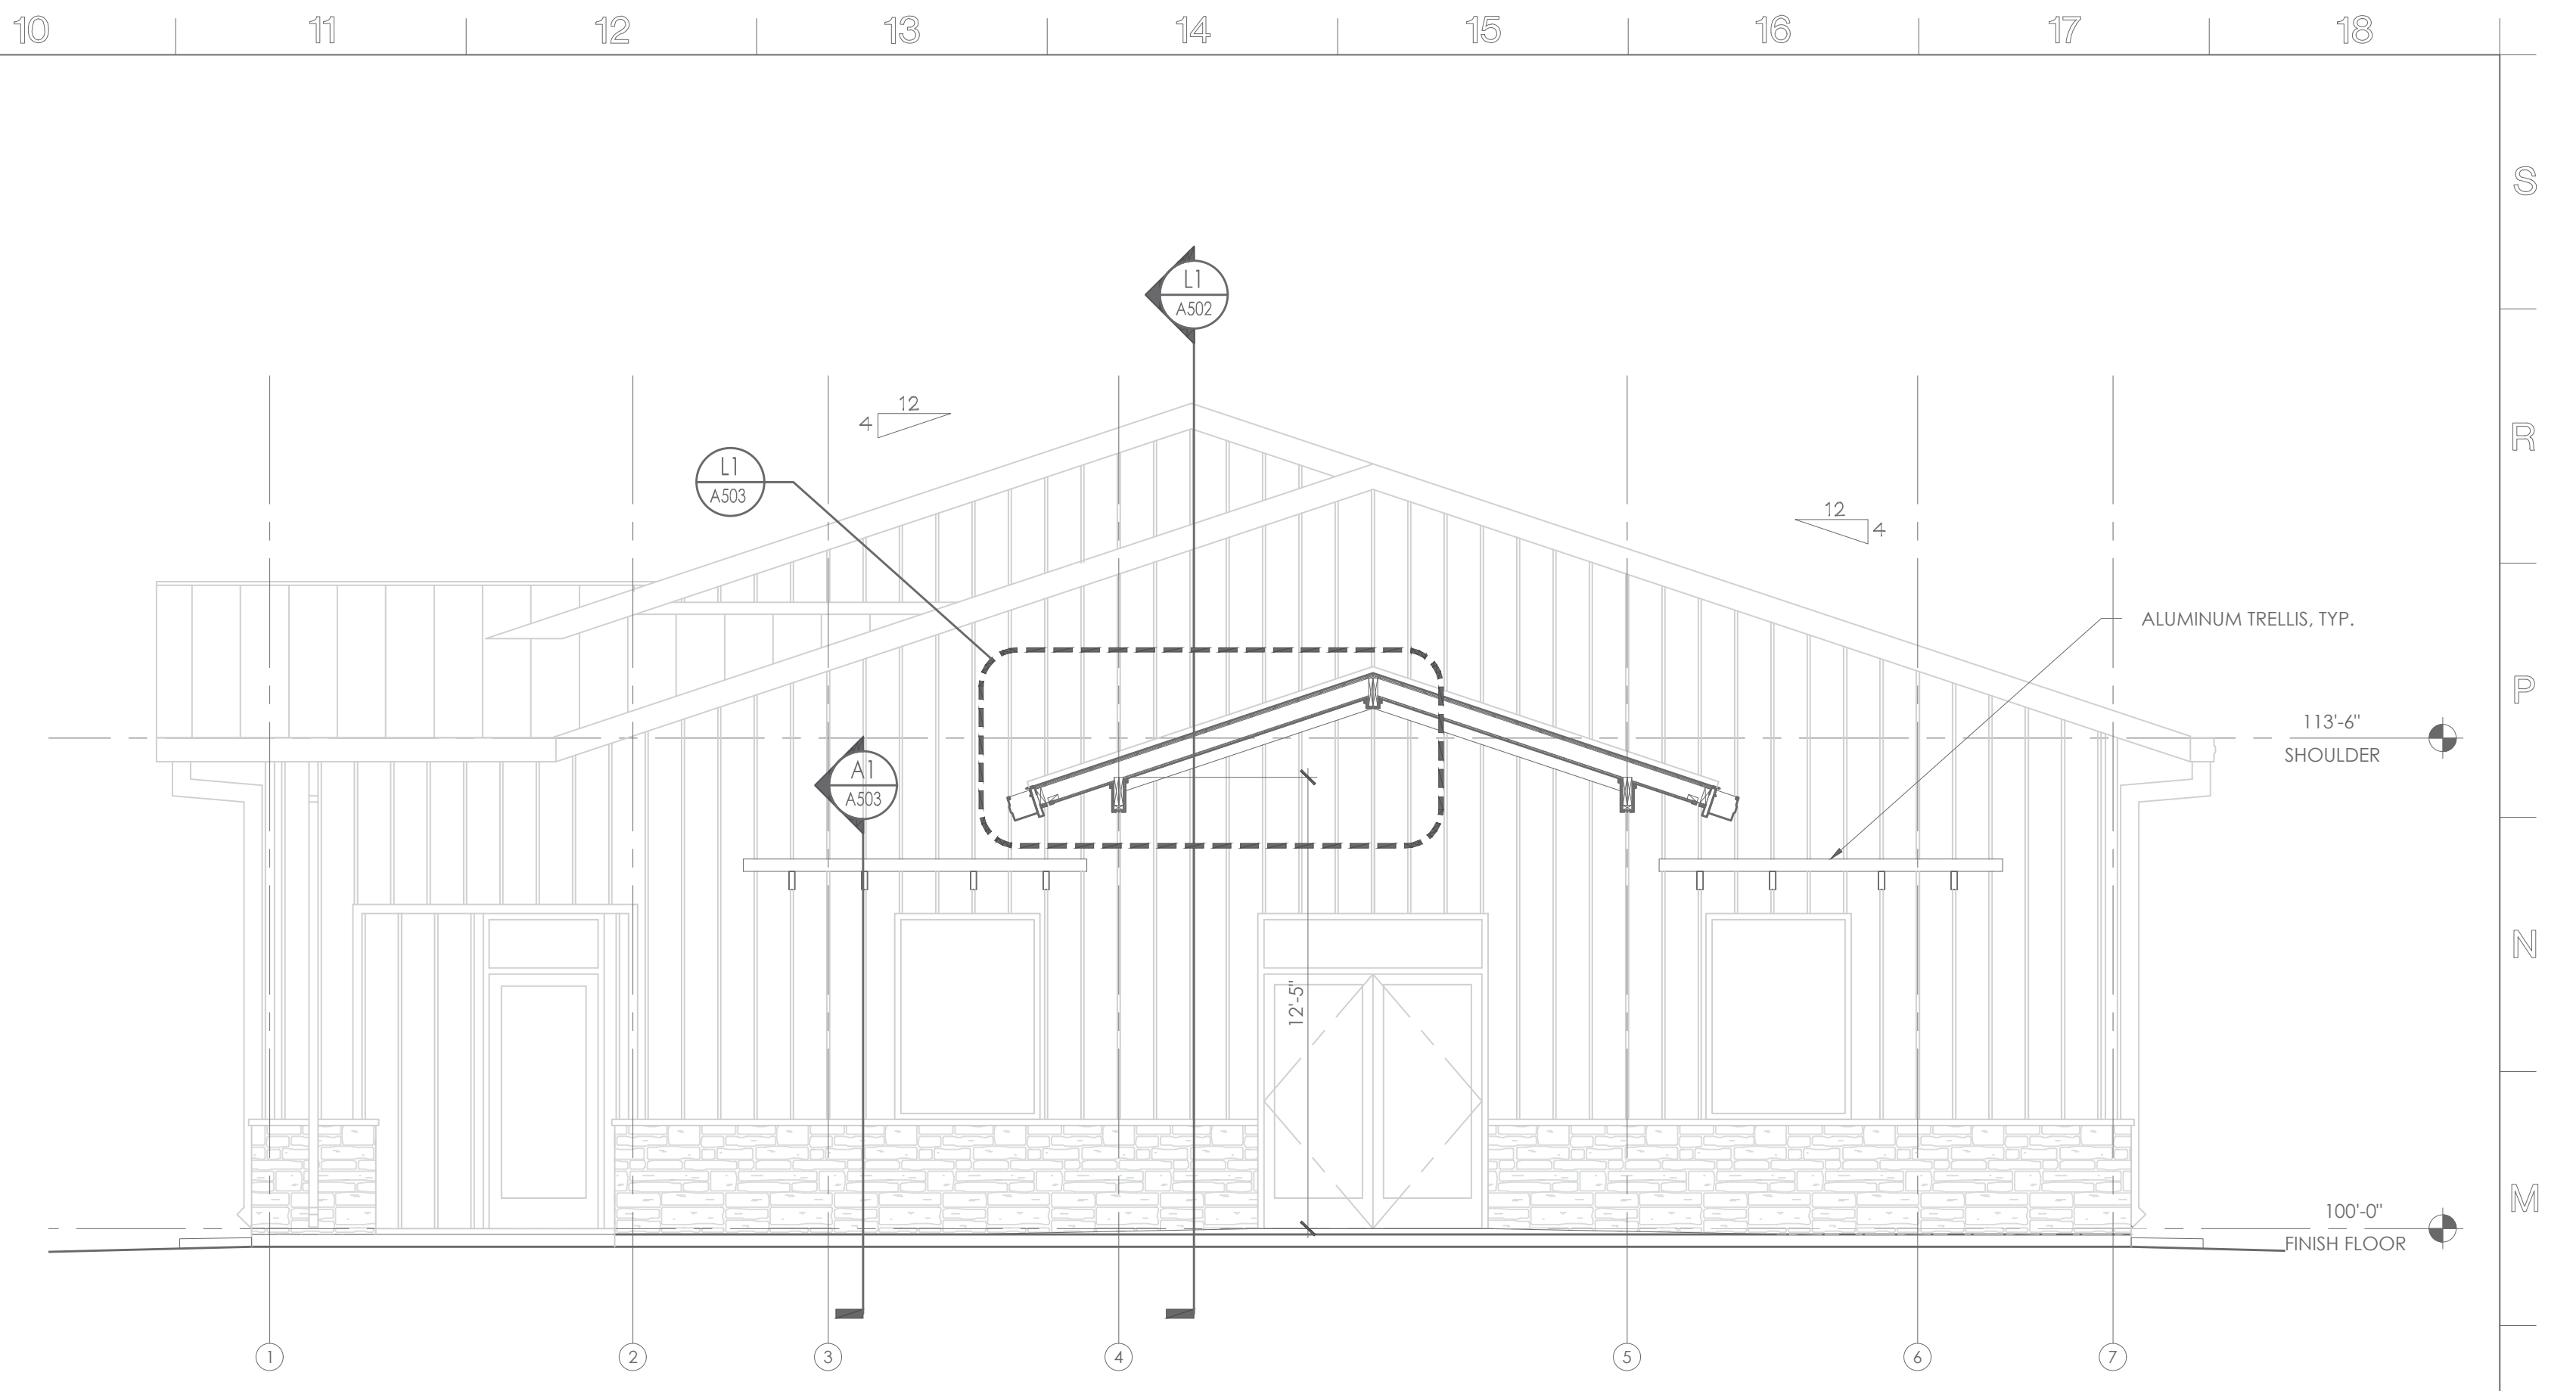 10 11 12 13 14 15 16 17 18
S
L1
A502
12
4
R
L1
A503
12
4
ALUMINUM TRELLIS, TYP.
P
113'-6"
SHOULDER
A1
A503
N
12'-5"
M
100'-0"
FINISH FLOOR
1 2 3 4 5 6 7